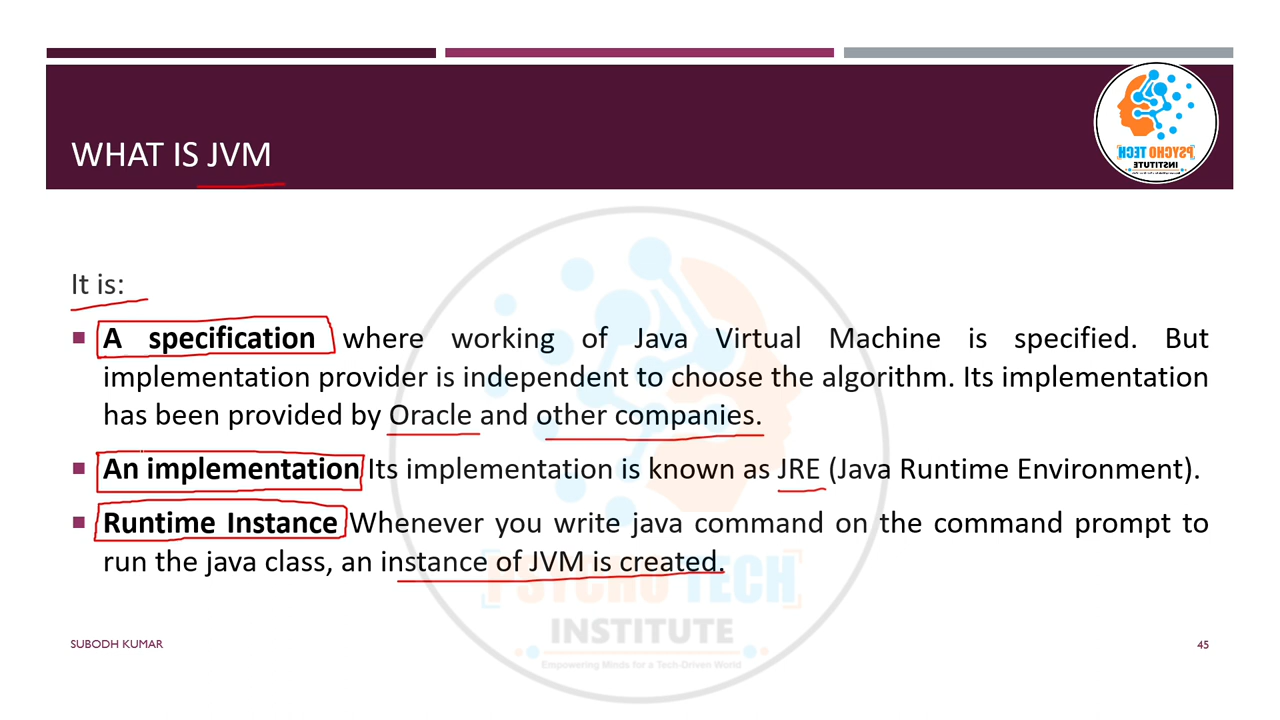 WHAT IS JVM
PSYCHO TECH
INSTITUTE
It is:
A specification where working of Java Virtual Machine is specified. But
implementation provider is independent to choose the algorithm. Its implementation
has been provided by Oracle and other companies.
An implementation Its implementation is known as JRE (Java Runtime Environment).
Runtime Instance Whenever you write java command on the command prompt to
run the java class, an instance of JVM is created.
PSYCHO TECH
INSTITUTE
Empowering Minds for a Tech-Driven World
SUBODH KUMAR
45